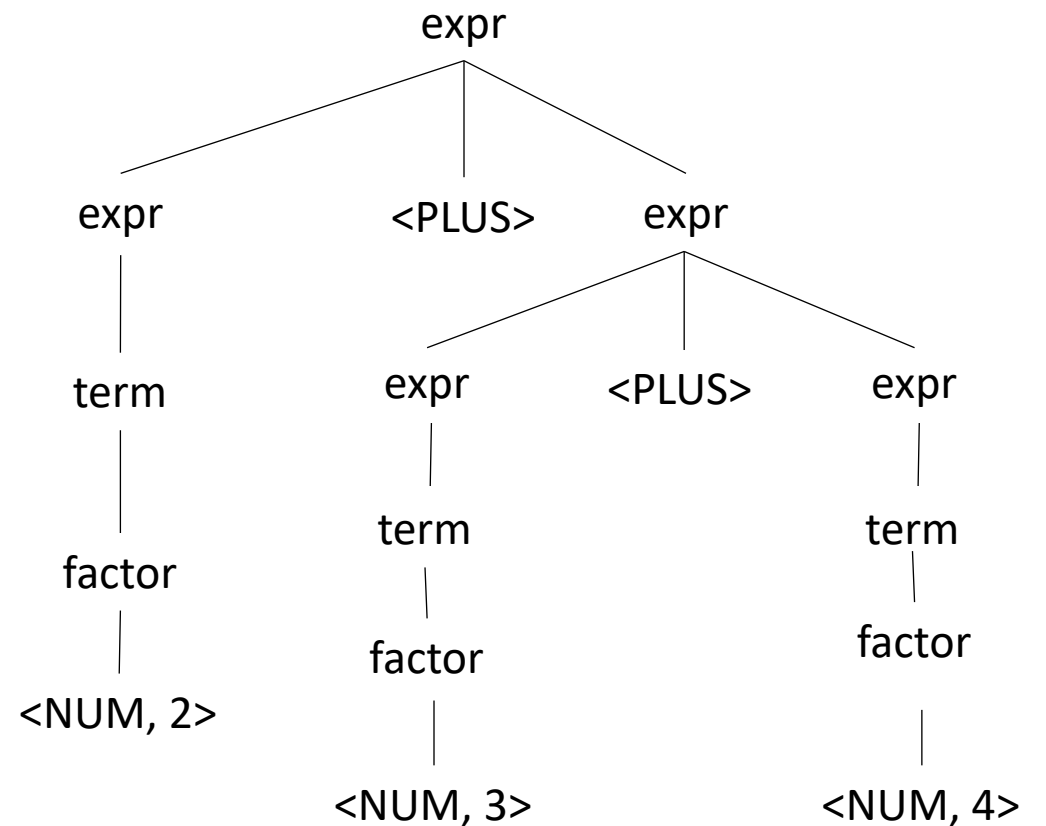 expr
expr <PLUS> expr
term expr <PLUS> expr
factor term term
<NUM, 2> factor factor
<NUM, 3> <NUM, 4>